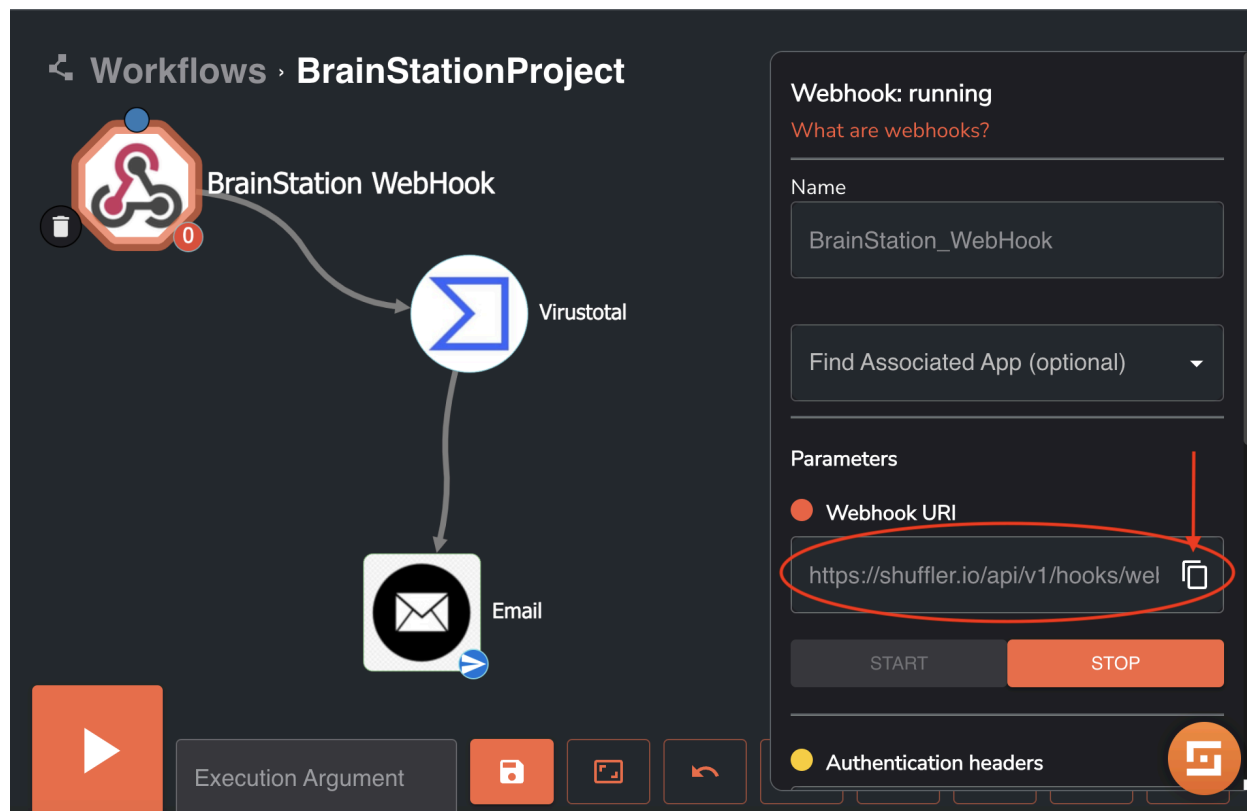 Workflows › BrainStationProject
BrainStation WebHook
0
Virustotal
Email
Execution Argument
Webhook: running
What are webhooks?
Name
BrainStation_WebHook
Find Associated App (optional)
Parameters
Webhook URI
https://shuffler.io/api/v1/hooks/wel
START
STOP
Authentication headers